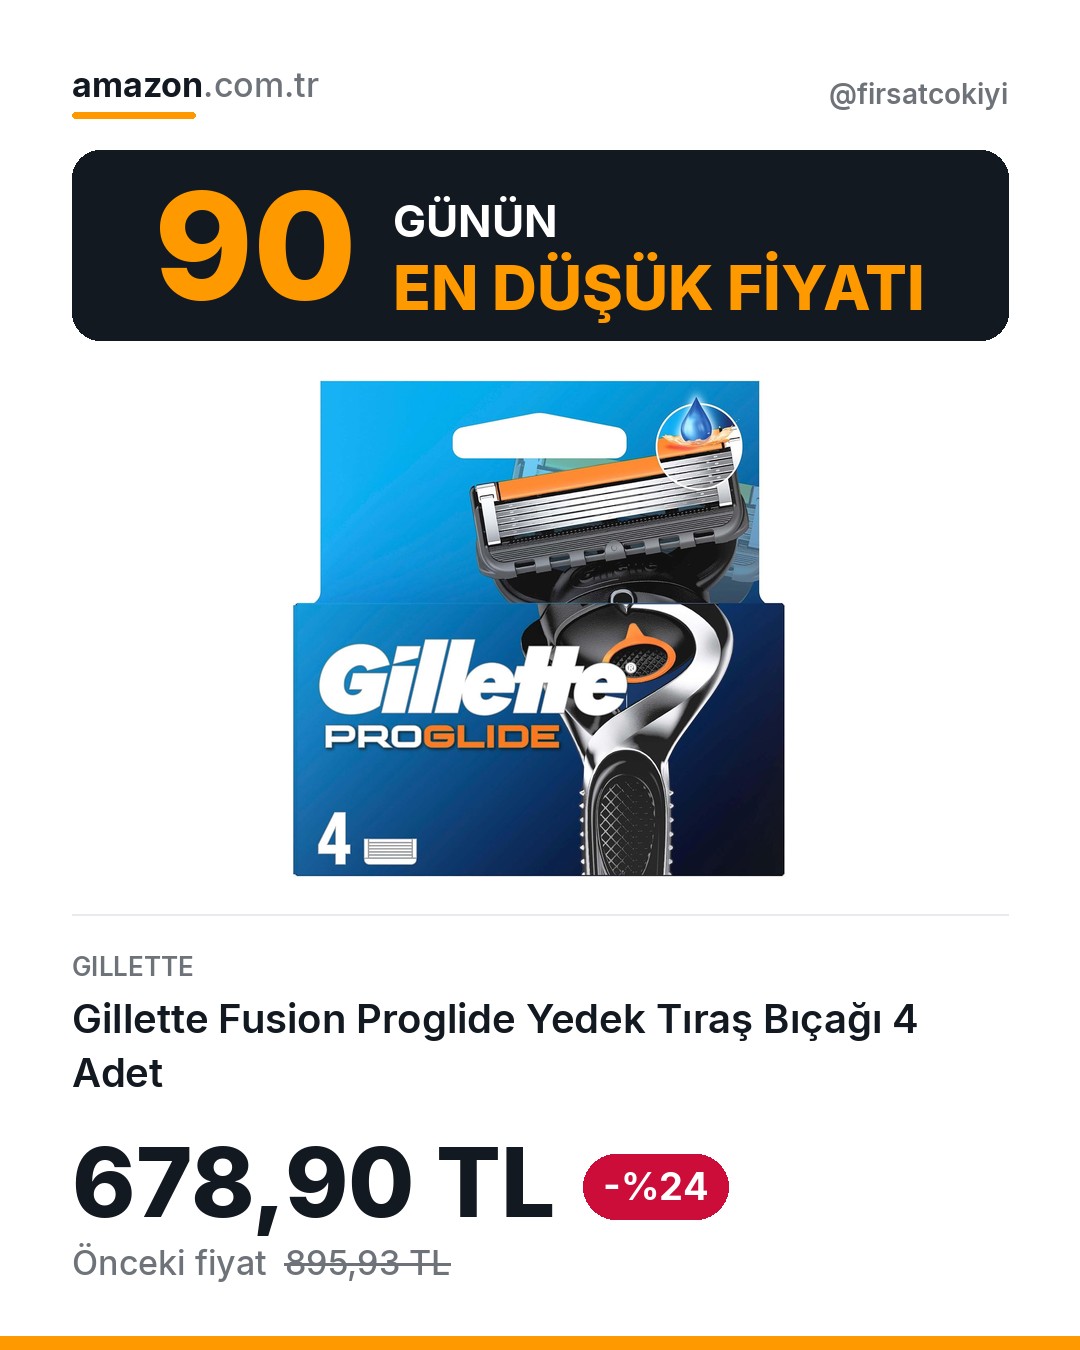 amazon.com.tr
@firsatcokiyi
90
GÜNÜN
EN DÜŞÜK FİYATI
Gillette
Gillette®
PROGLIDE
4
GILLETTE
Gillette Fusion Proglide Yedek Tıraş Bıçağı 4
Adet
678,90 TL
-%24
Önceki fiyat 895,93 TL